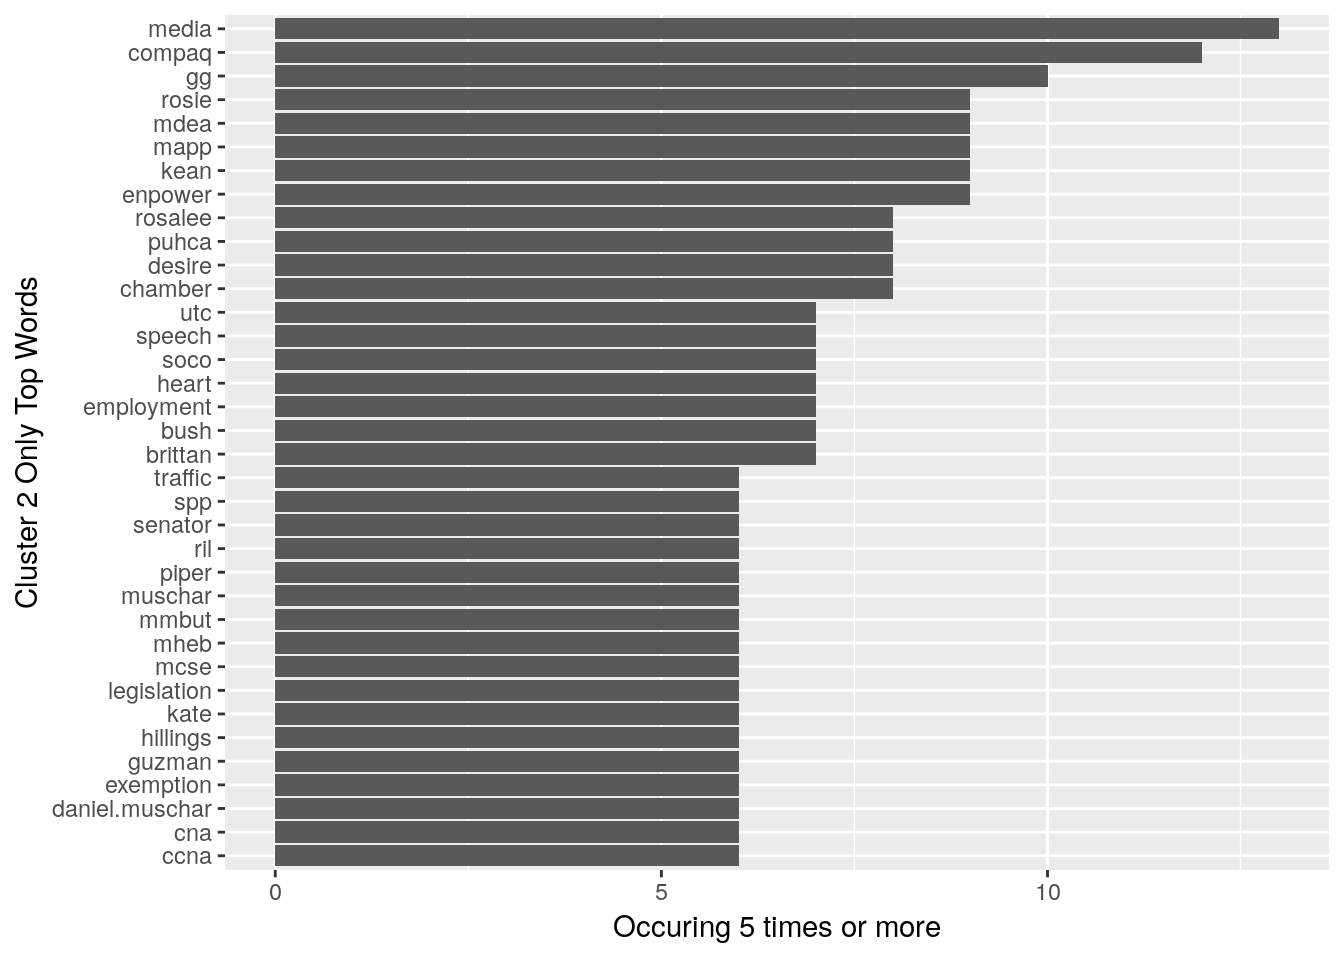 media
compaq
gg
rosie
mdea
mapp
kean
enpower
rosalee
puhca
desire
chamber
utc
speech
soco
heart
employment
bush
brittan
traffic
spp
senator
ril
piper
muschar
mmbut
mheb
mcse
legislation
kate
hillings
guzman
exemption
daniel.muschar
cna
ccna
Cluster 2 Only Top Words
0 5 10
Occuring 5 times or more